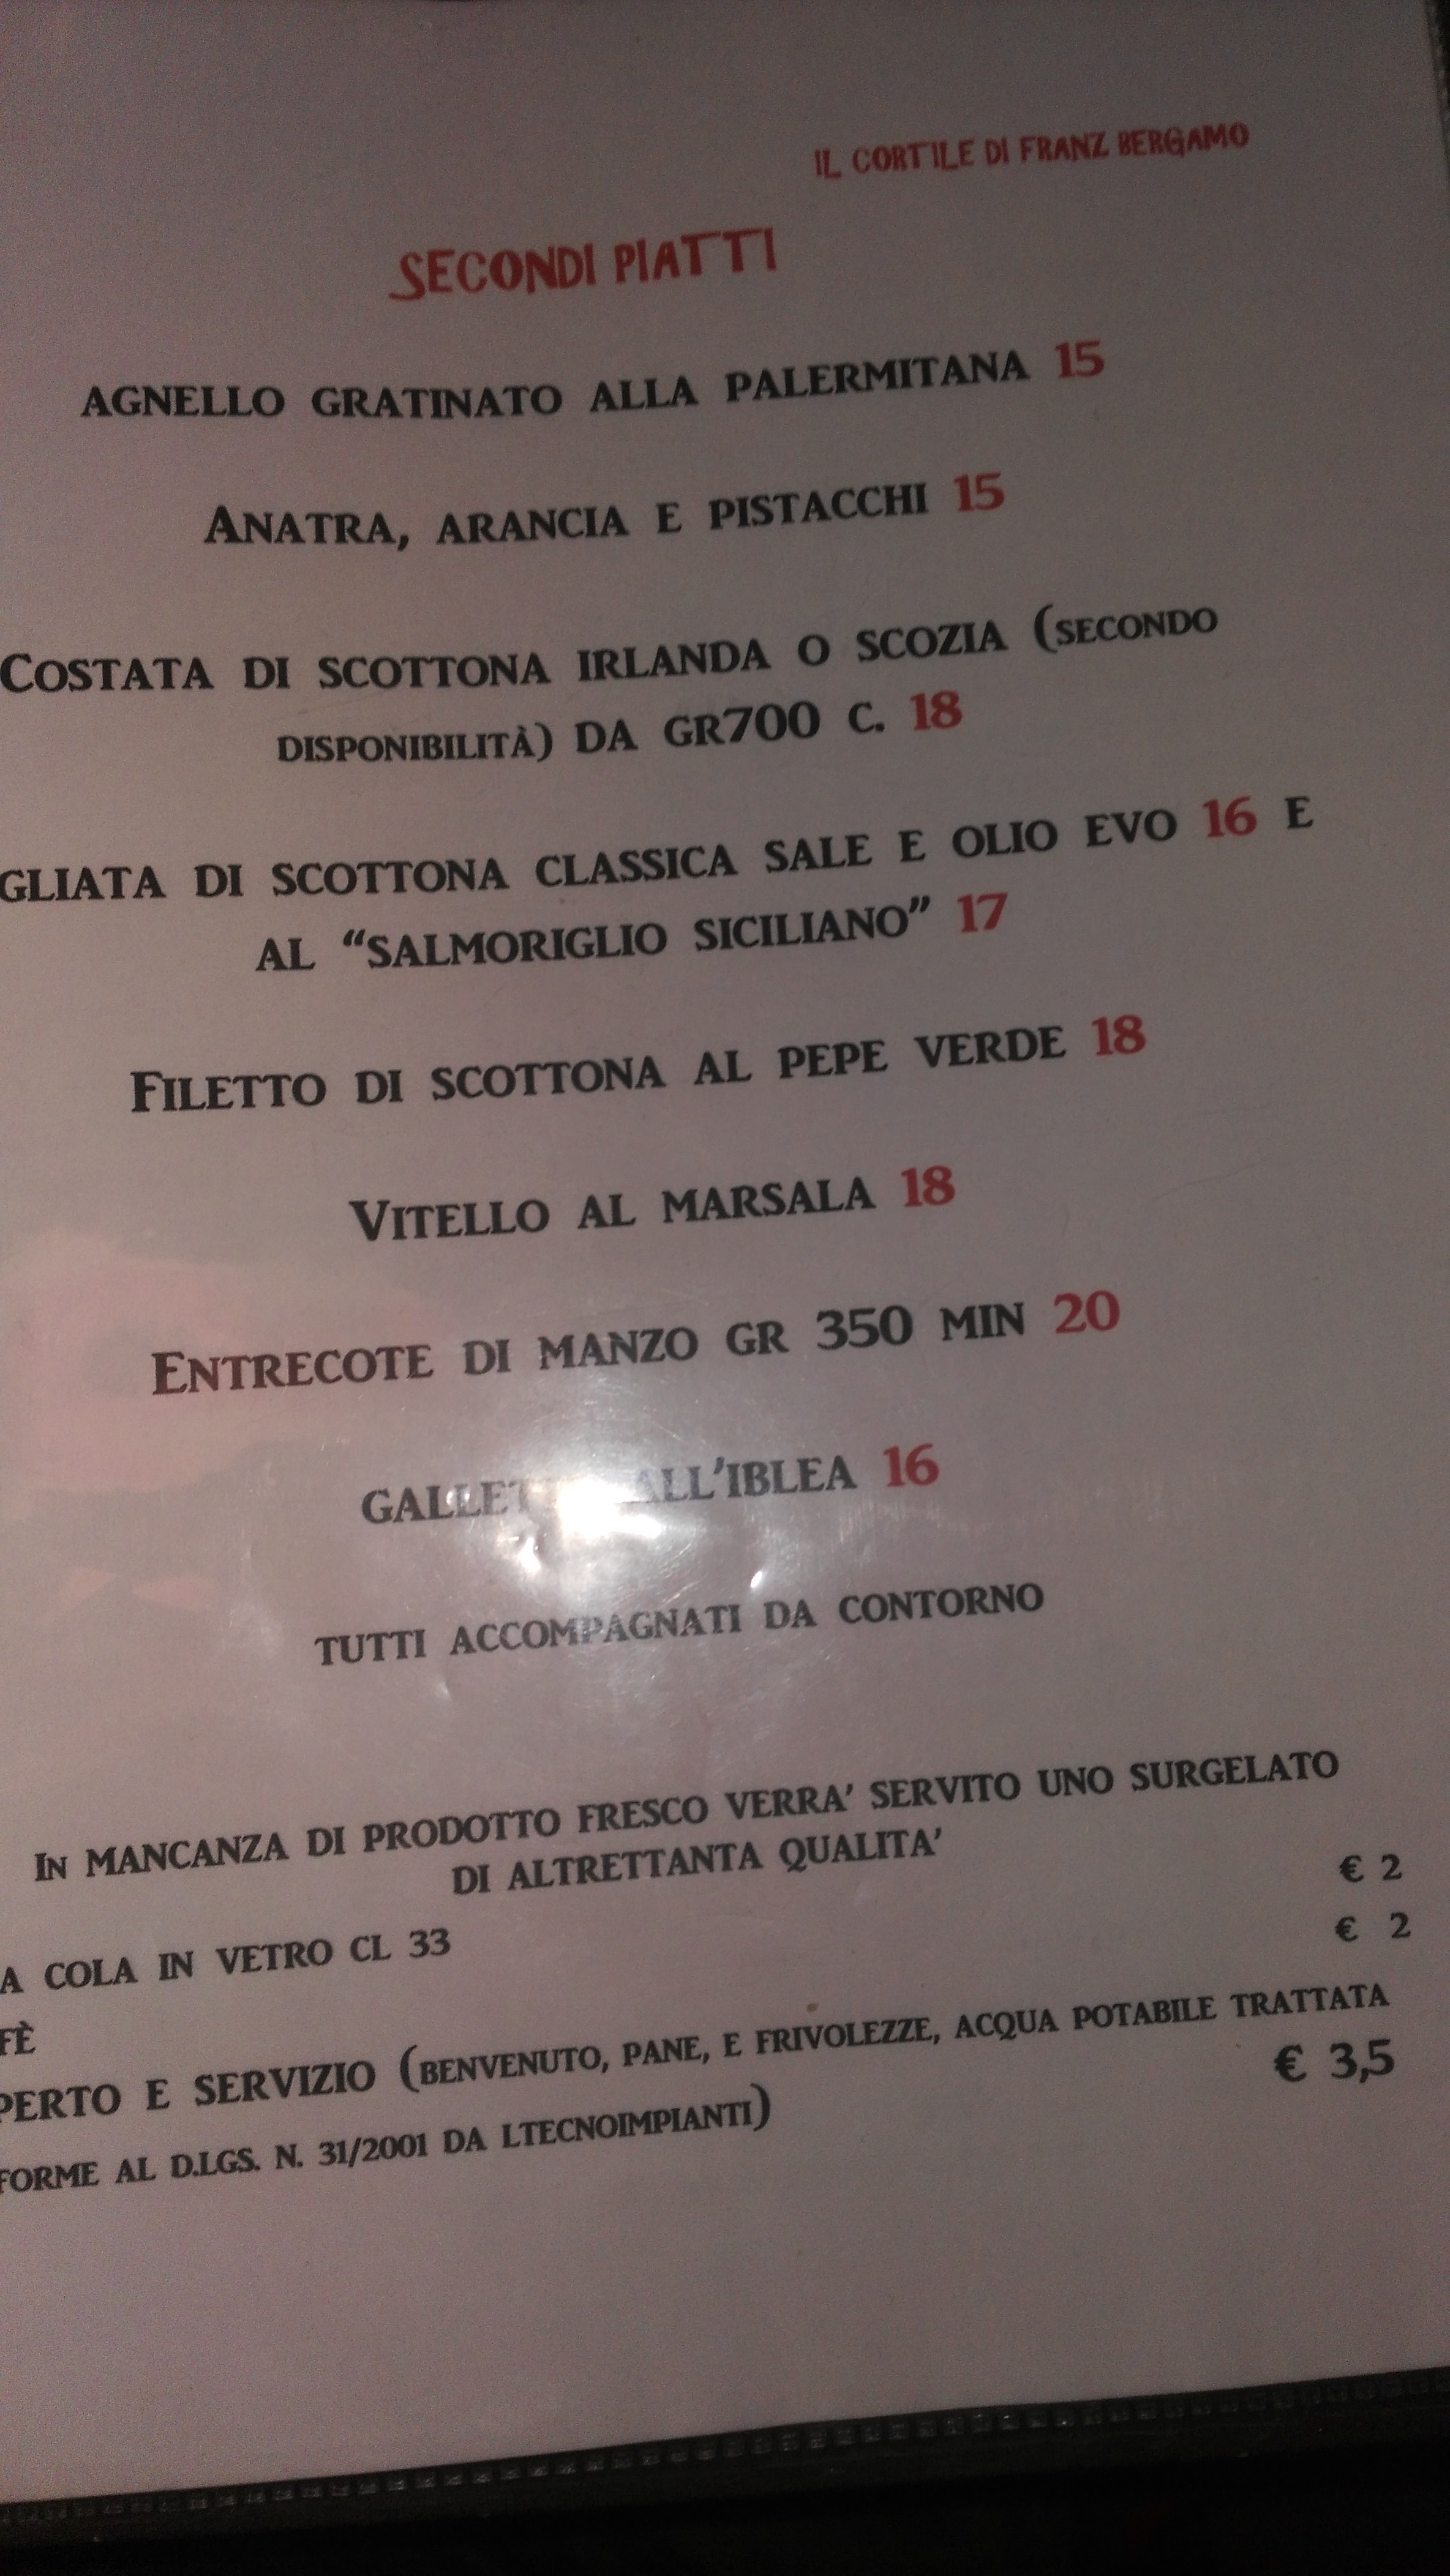 IL CORTILE DI FRANZ BERGAMO
SECONDI PIATTI
AGNELLO GRATINATO ALLA PALERMITANA 15
ANATRA, ARANCIA E PISTACCHI 15
COSTATA DI SCOTTONA IRLANDA O SCOZIA (SECONDO
DISPONIBILITÀ) DA GR700 C. 18
GLIATA DI SCOTTONA CLASSICA SALE E OLIO EVO 16 E
AL “SALMORIGLIO SICILIANO” 17
FILETTO DI SCOTTONA AL PEPE VERDE 18
VITELLO AL MARSALA 18
ENTRECOTE DI MANZO GR 350 MIN 20
ALL'IBLEA 16
TUTTI ACCOMPAGNATI DA CONTORNO
IN MANCANZA DI PRODOTTO FRESCO VERRA' SERVITO UNO SURGELATO
DI ALTRETTANTA QUALITA'
A COLA IN VETRO CL 33 € 2
FÈ € 2
PERTO E SERVIZIO (BENVENUTO, PANE, E FRIVOLEZZE, ACQUA POTABILE TRATTATA
FORME AL D.LGS. N. 31/2001 DA LTECNOIMPIANTI) € 3,5